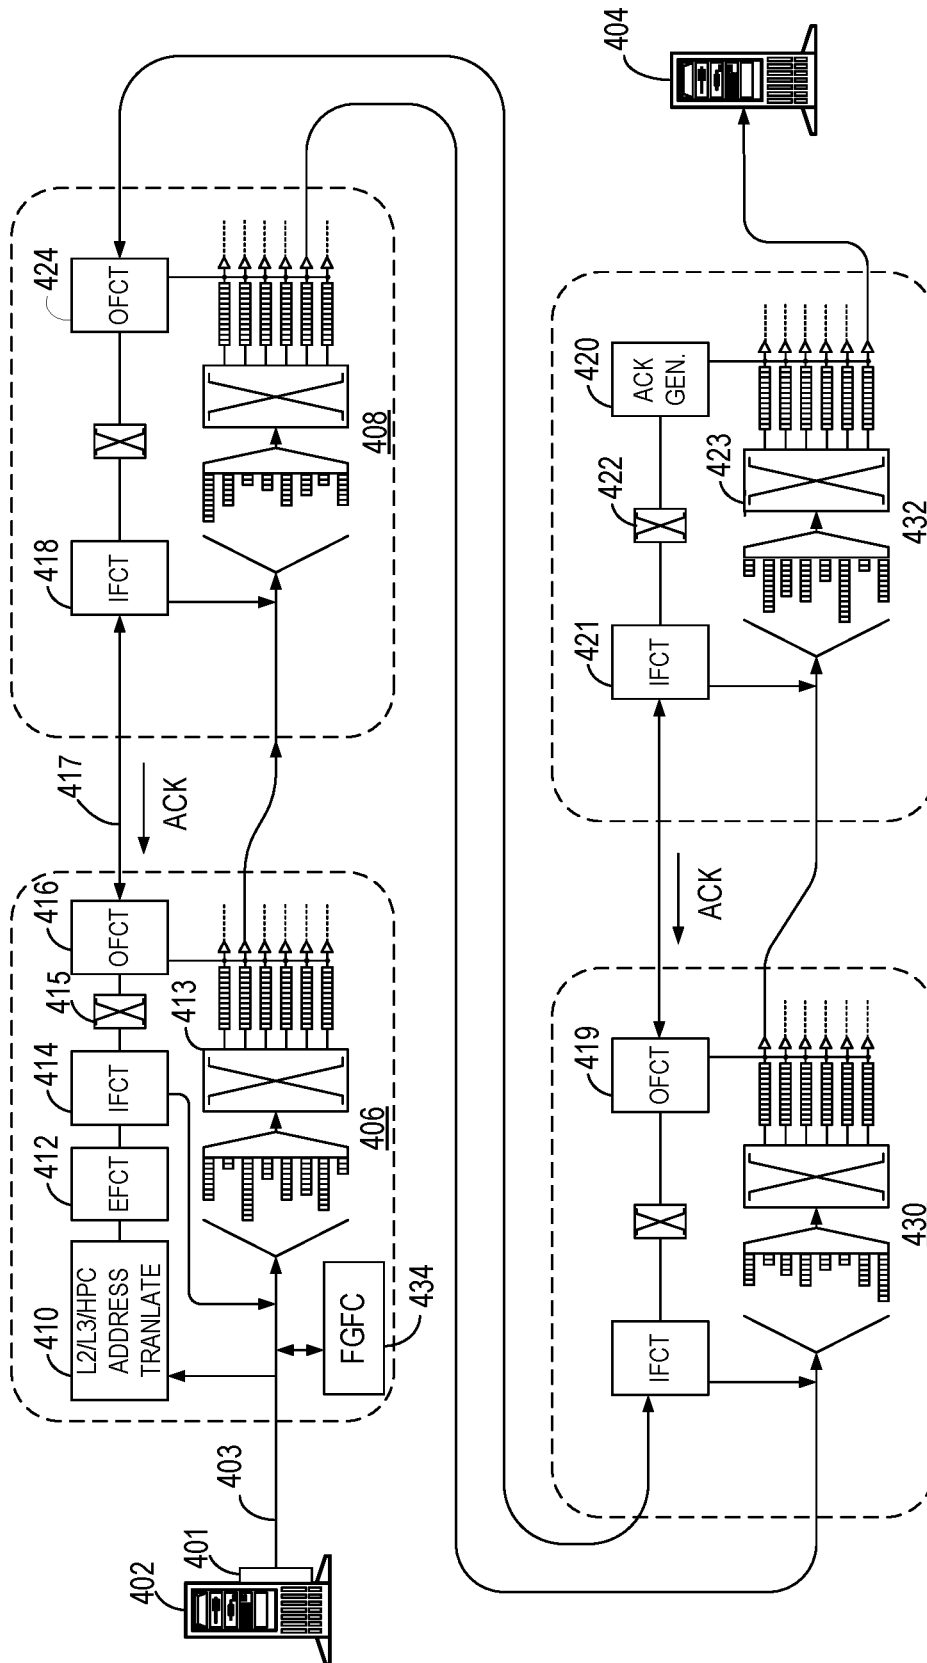 402
401
403
410
L2/L3/HPC
ADDRESS
TRANLATE
412
EFCT
414
IFCT
415
416
OFCT
413
406
FGFC
434
417
ACK
418
IFCT
424
OFCT
408
IFCT
419
OFCT
430
ACK
421
IFCT
422
420
ACK
GEN.
423
432
404